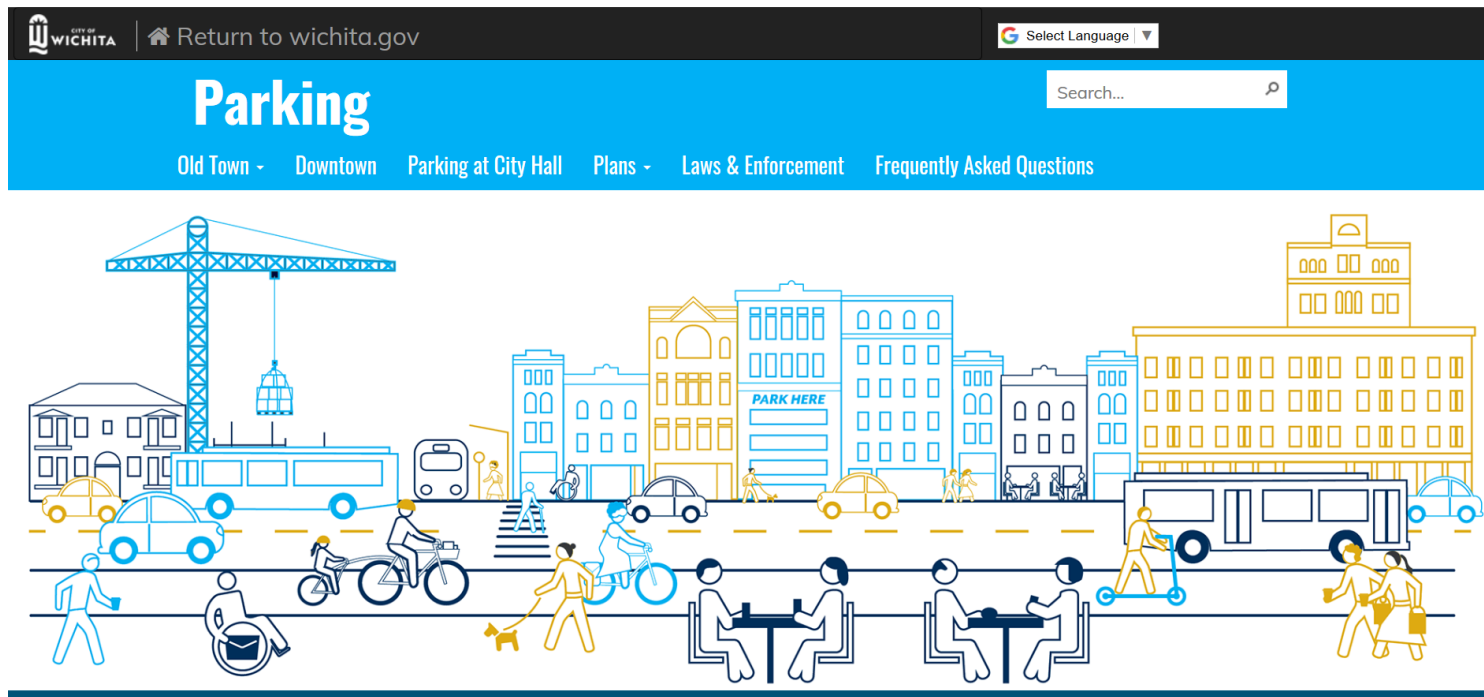 CITY OF
WICHITA
Return to wichita.gov
Select Language ▼
Parking
Search...
Old Town Downtown Parking at City Hall Plans Laws & Enforcement Frequently Asked Questions
PARK HERE